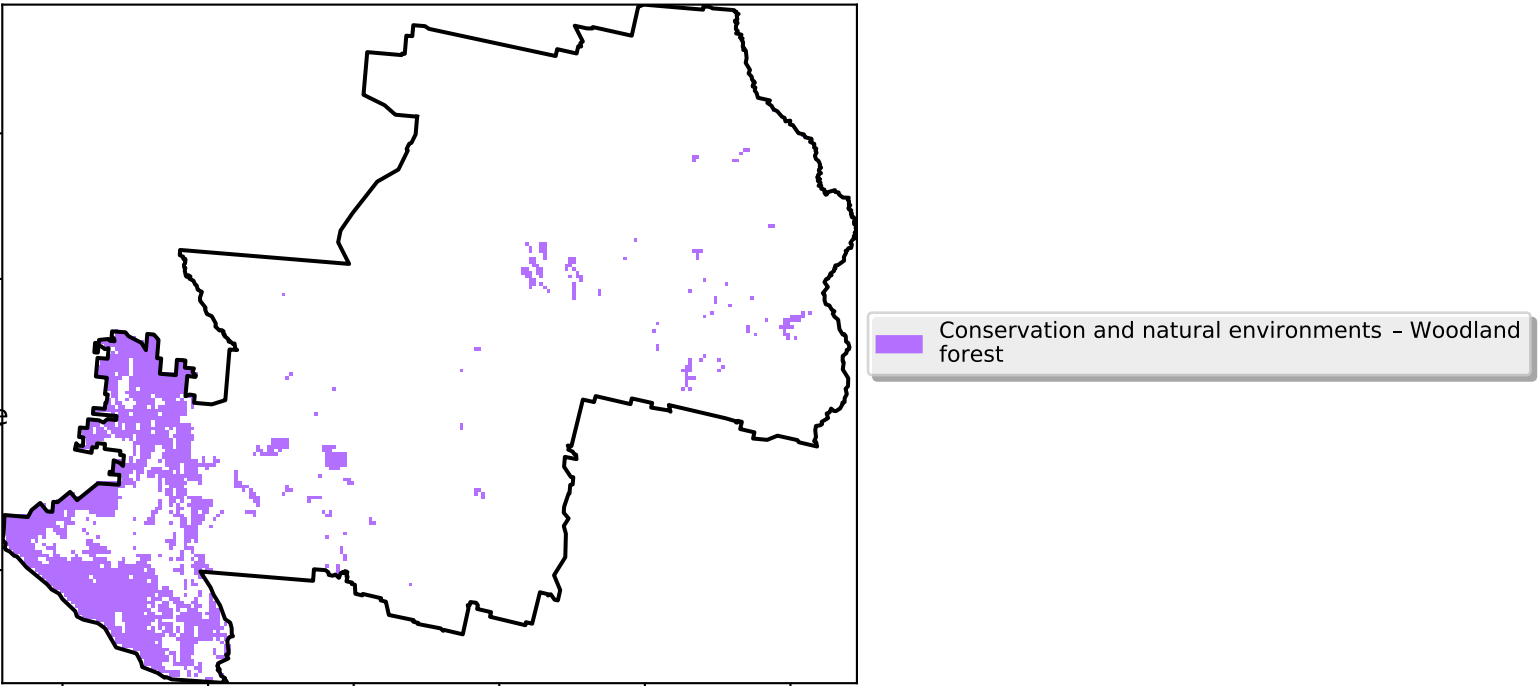 Conservation and natural environments – Woodland
forest